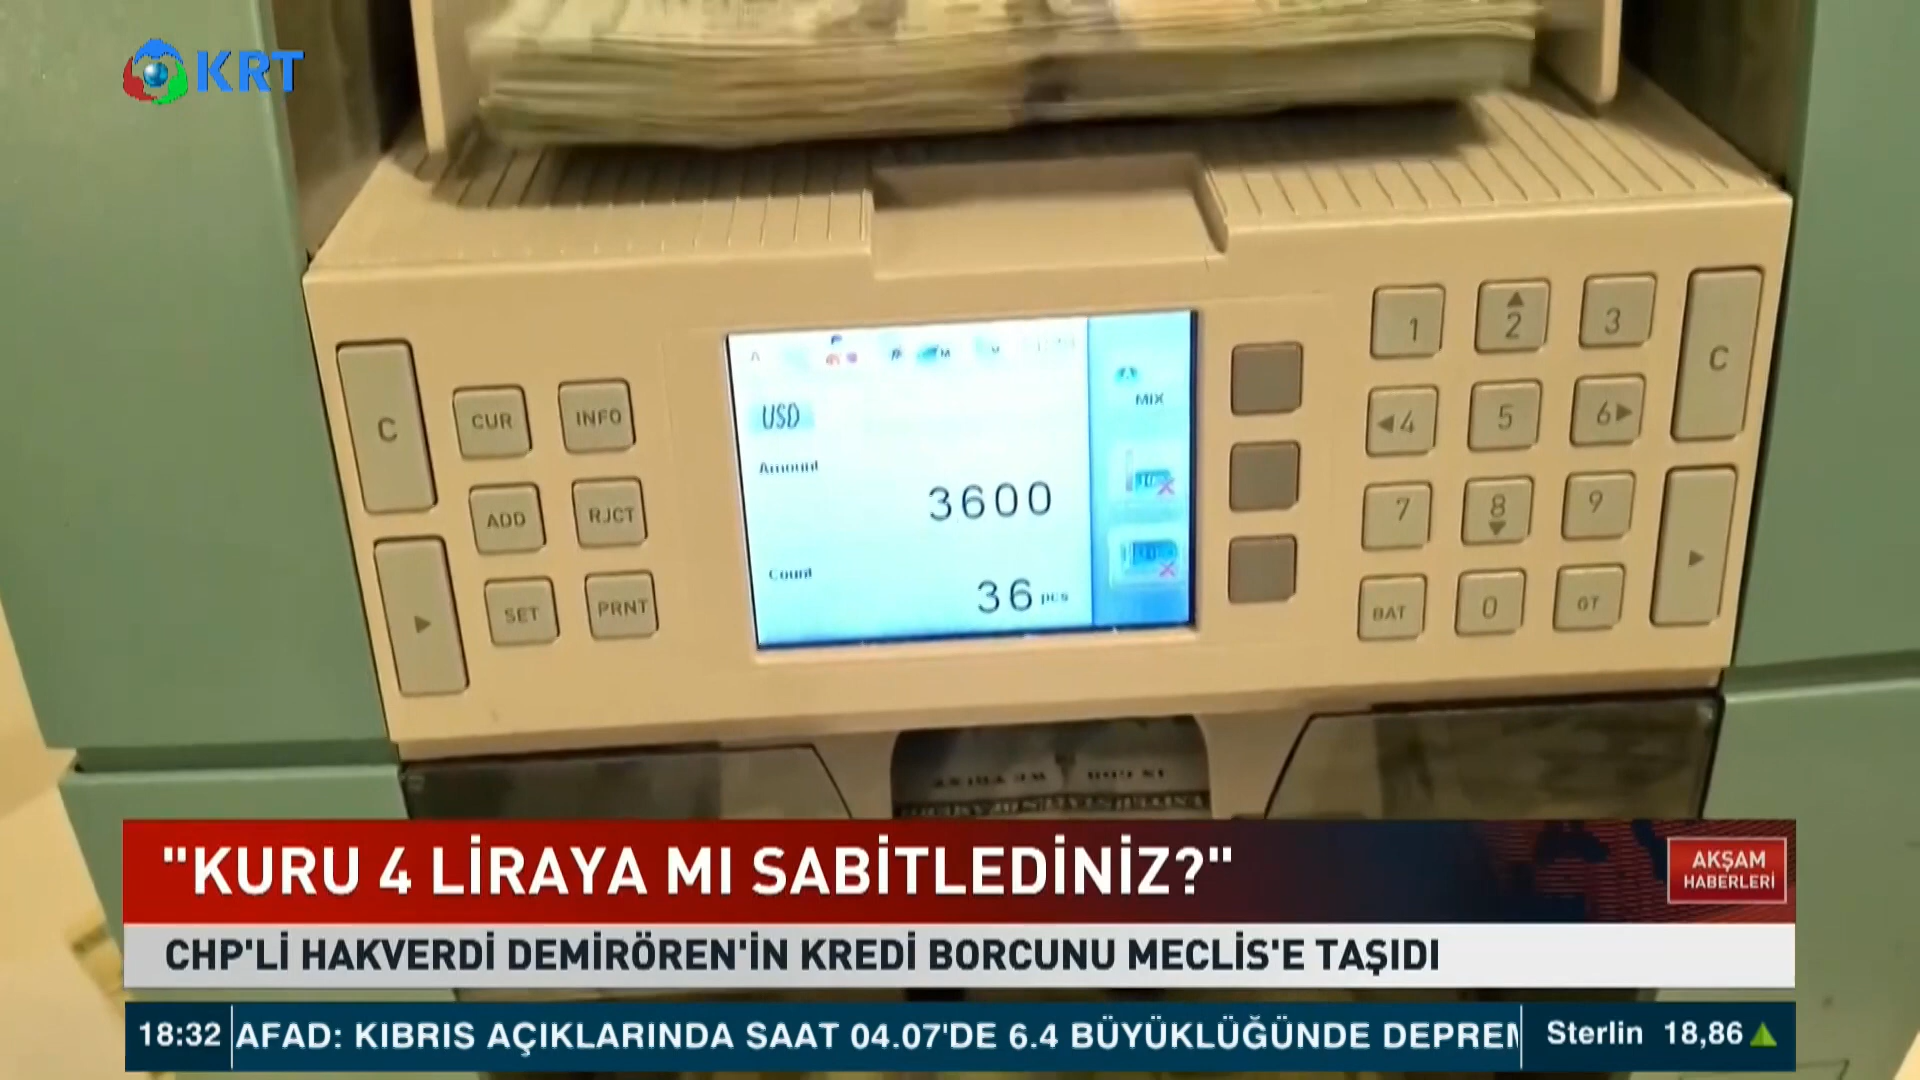 KRT
1 2 3 C
C CUR INFO
USD
MIX
4 5 6
Amount
3600
ADD RJCT
7 8 9
Count
36 pcs
SET PRNT
BAT 0 GT
"KURU 4 LİRAYA MI SABİTLEDİNİZ?"
AKŞAM
HABERLERİ
CHP'Lİ HAKVERDİ DEMİRÖREN'İN KREDİ BORCUNU MECLİS'E TAŞIDI
18:32 AFAD: KIBRIS AÇIKLARINDA SAAT 04.07'DE 6.4 BÜYÜKLÜĞÜNDE DEPREM Sterlin 18,86